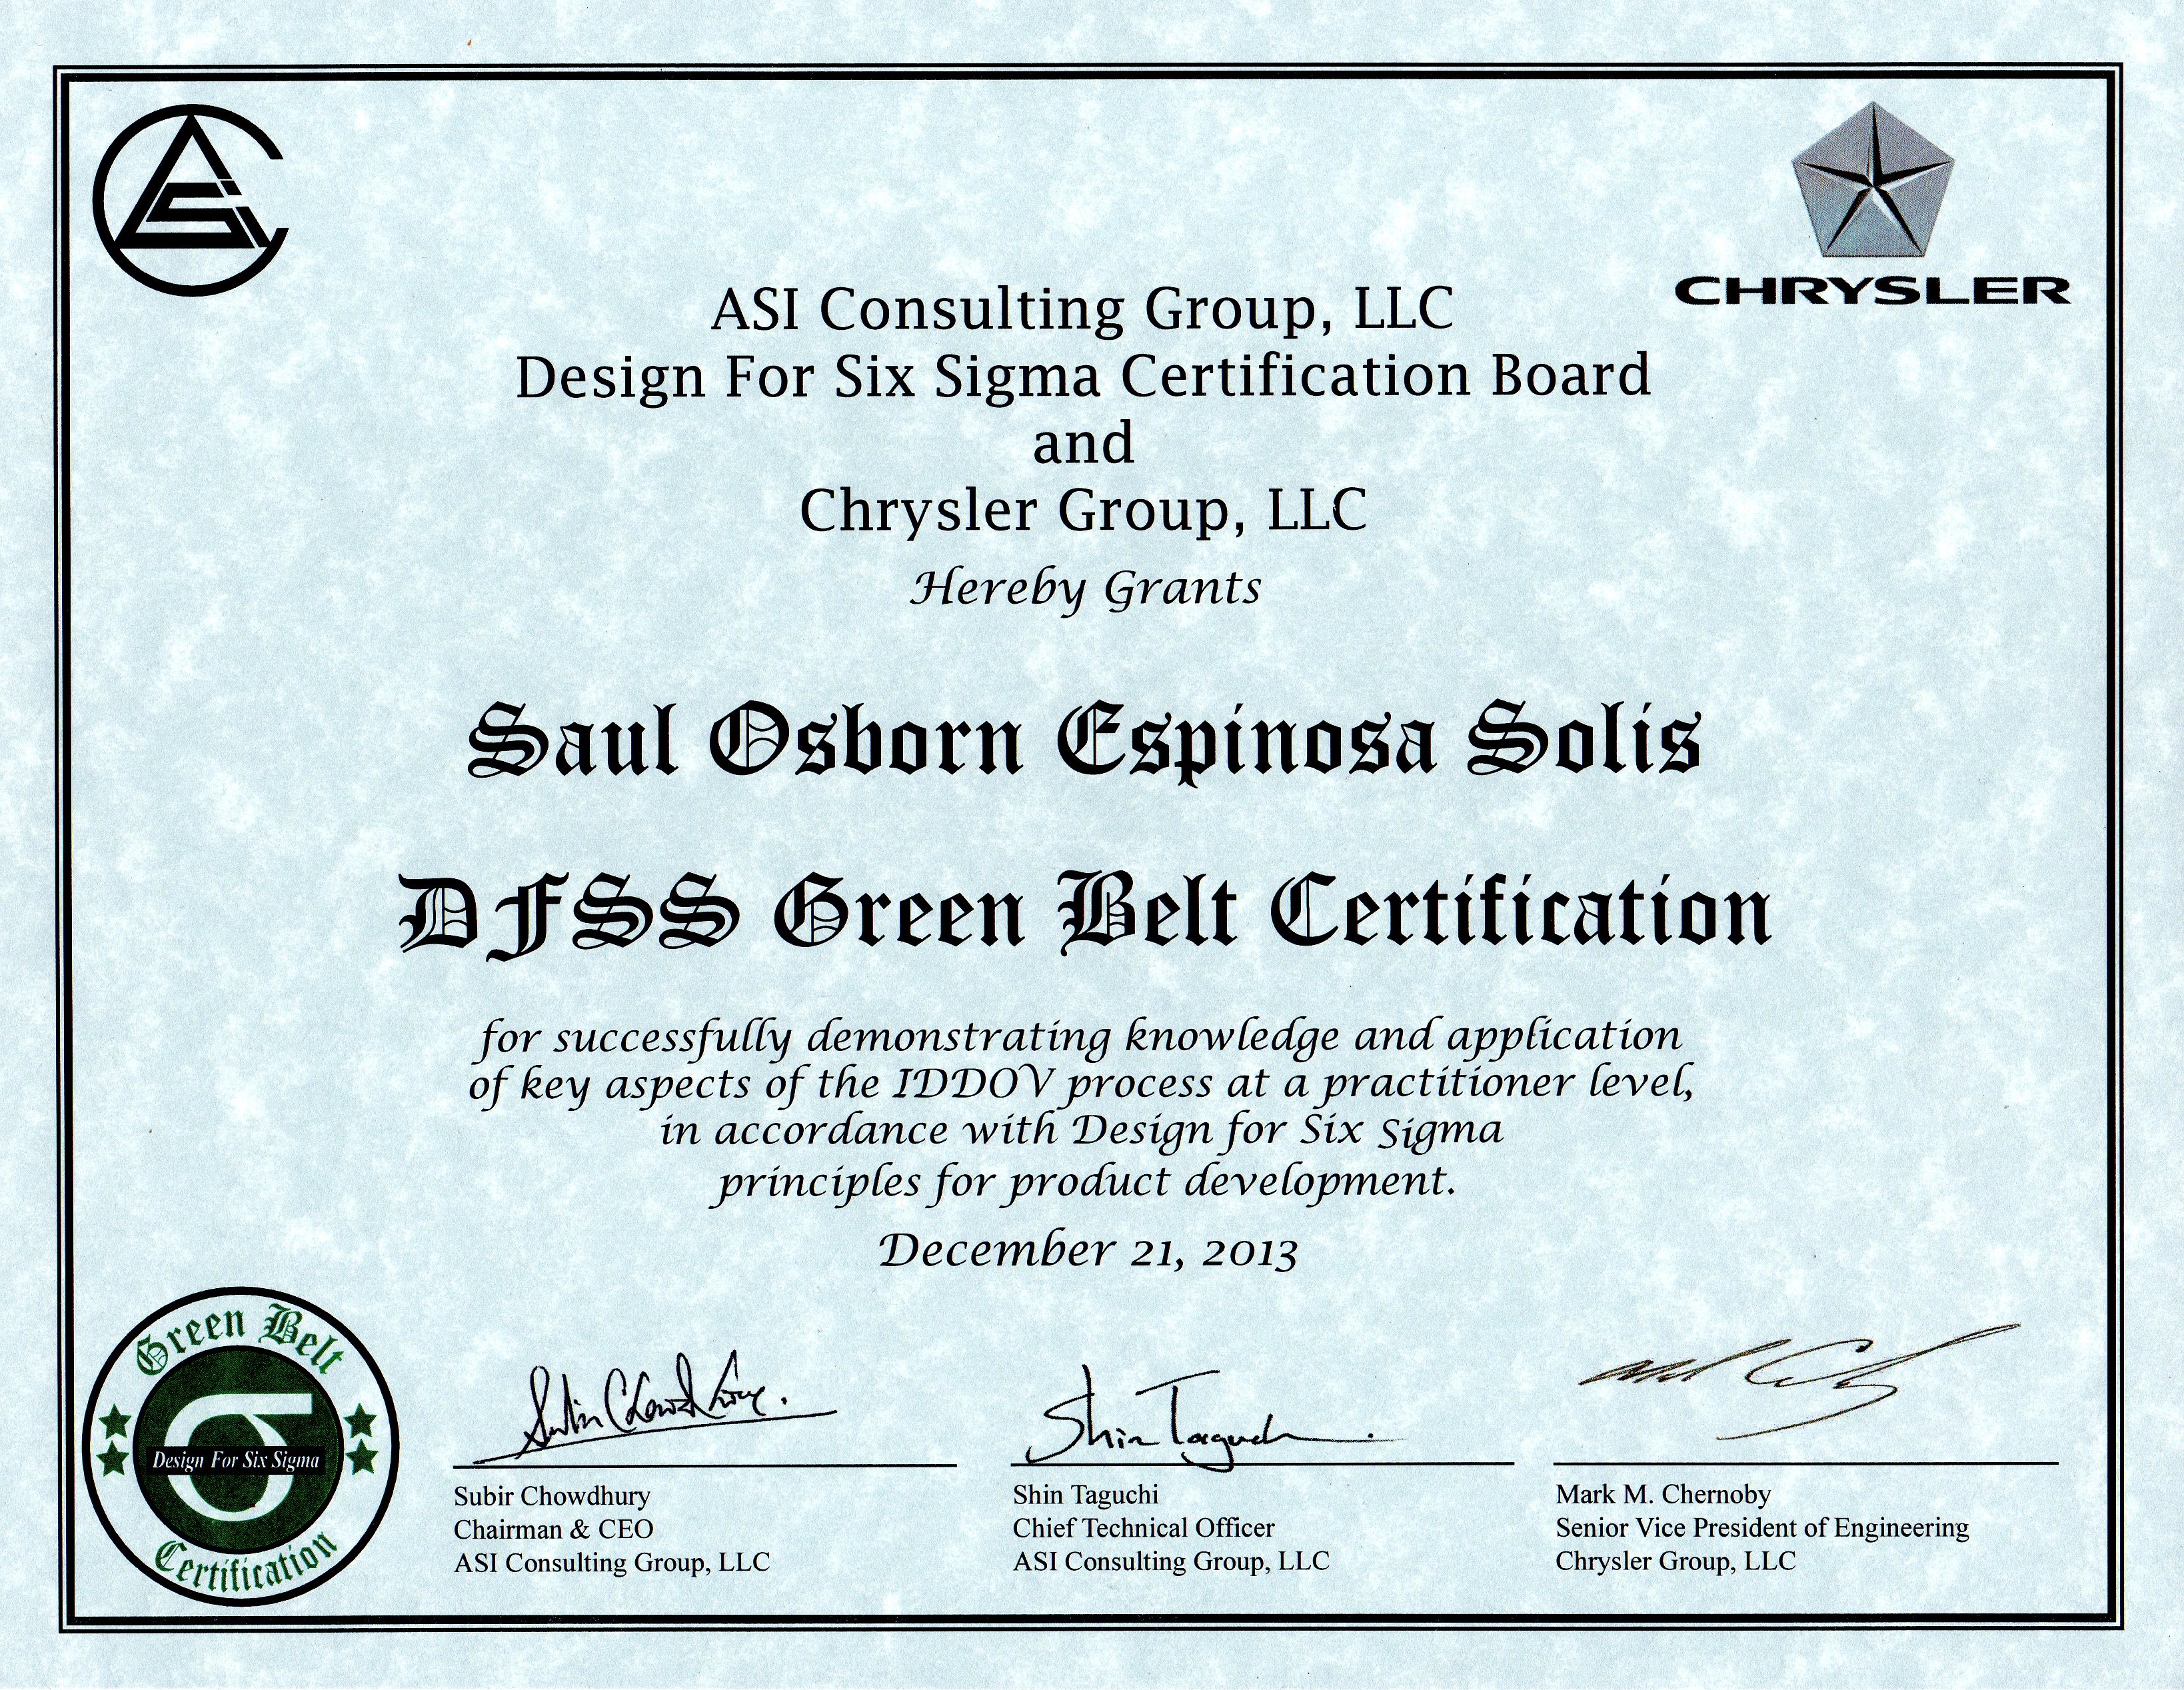 CHRYSLER
ASI Consulting Group, LLC
Design For Six Sigma Certification Board
and
Chrysler Group, LLC
Hereby Grants
Saul Osborn Espinosa Solis
DFSS Green Belt Certification
for successfully demonstrating knowledge and application
of key aspects of the IDDOV process at a practitioner level,
in accordance with Design for Six Sigma
principles for product development.
December 21, 2013
Green Belt
Design For Six Sigma
Certification
Subir Chowdhury.
Subir Chowdhury
Chairman & CEO
ASI Consulting Group, LLC
Shin Taguchi.
Shin Taguchi
Chief Technical Officer
ASI Consulting Group, LLC
Mark M. Chernoby
Senior Vice President of Engineering
Chrysler Group, LLC